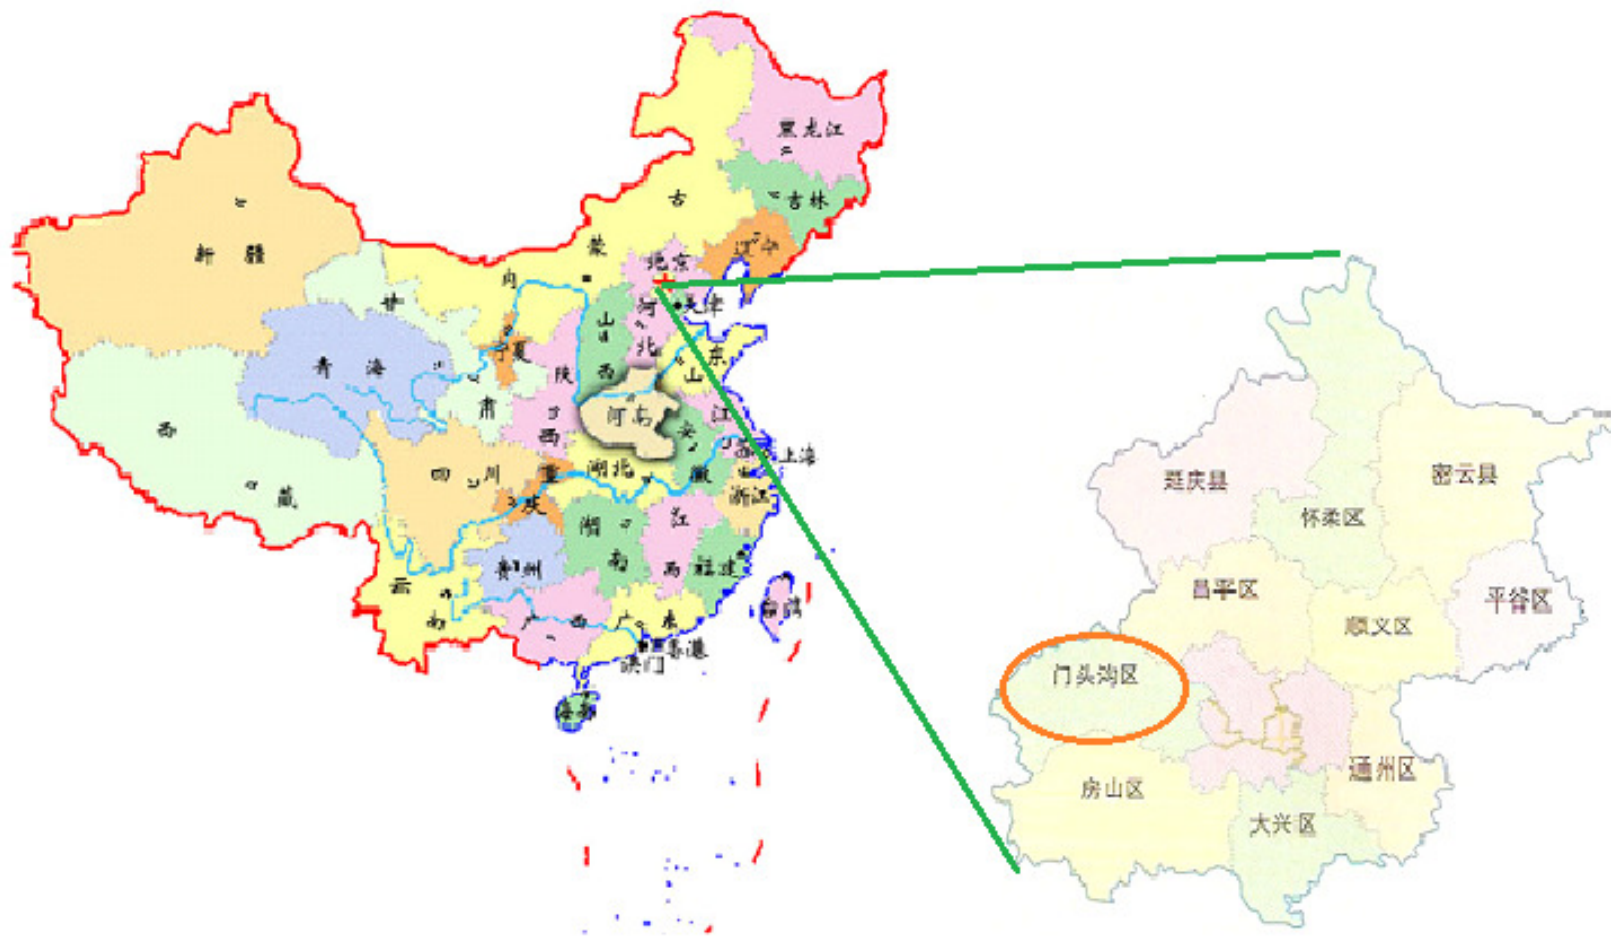 黑龙江
吉林
辽宁
古
蒙
内
北京
天津
新疆
甘
肃
宁夏
青海
山
西
河
北
东
山
陕
西
河南
江
苏
安
徽
上海
西
藏
四川
重
庆
湖北
浙江
湖
南
江
西
贵州
福建
云
南
广西
广东
台湾
香港
澳门
海南
延庆县
怀柔区
密云县
昌平区
顺义区
平谷区
门头沟区
房山区
通州区
大兴区